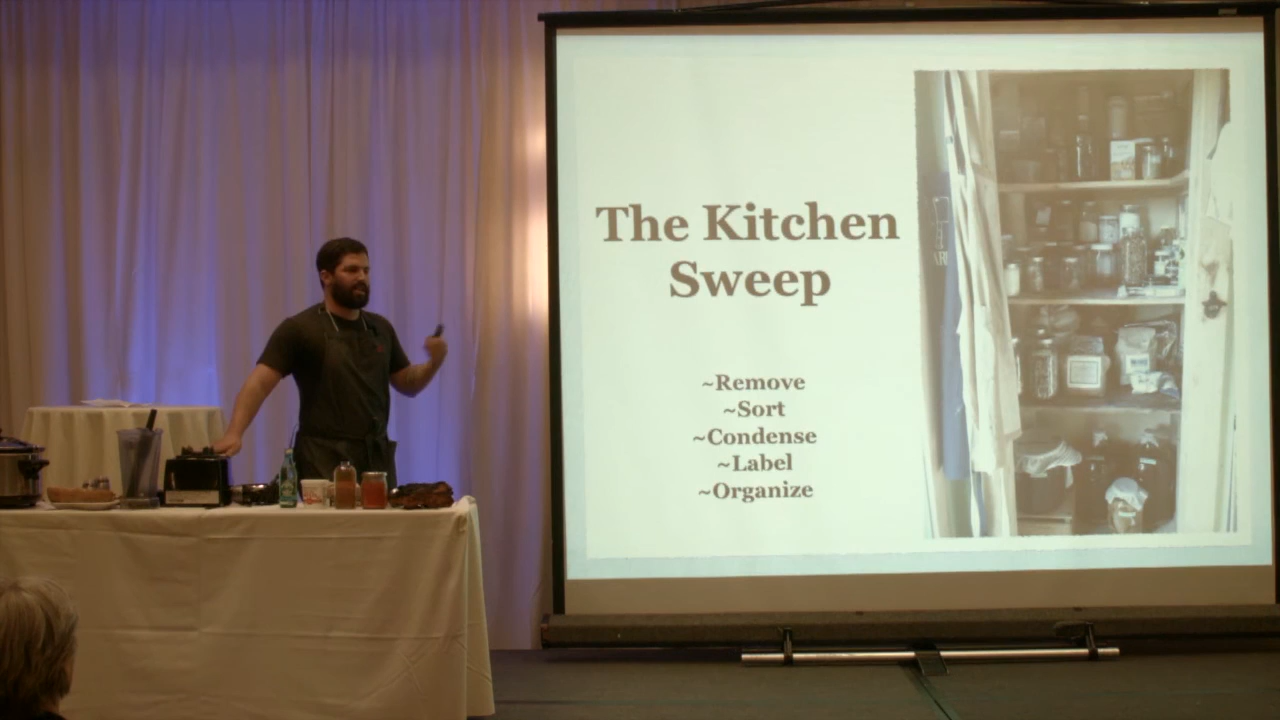 The Kitchen
Sweep
~Remove
~Sort
~Condense
~Label
~Organize